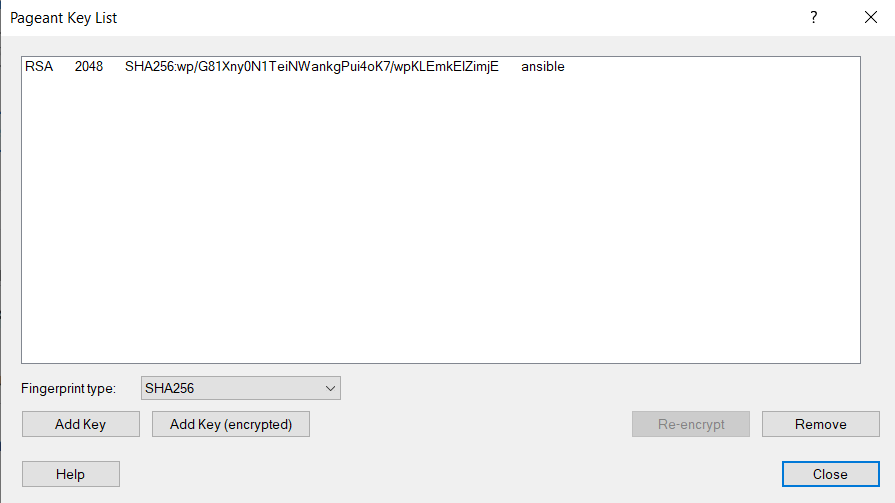 Pageant Key List
RSA 2048 SHA256:wp/G81Xny0N1TeiNWankgPui4oK7/wpKLEmkEIZimjE ansible
Fingerprint type: SHA256
Add Key Add Key (encrypted) Re-encrypt Remove
Help Close